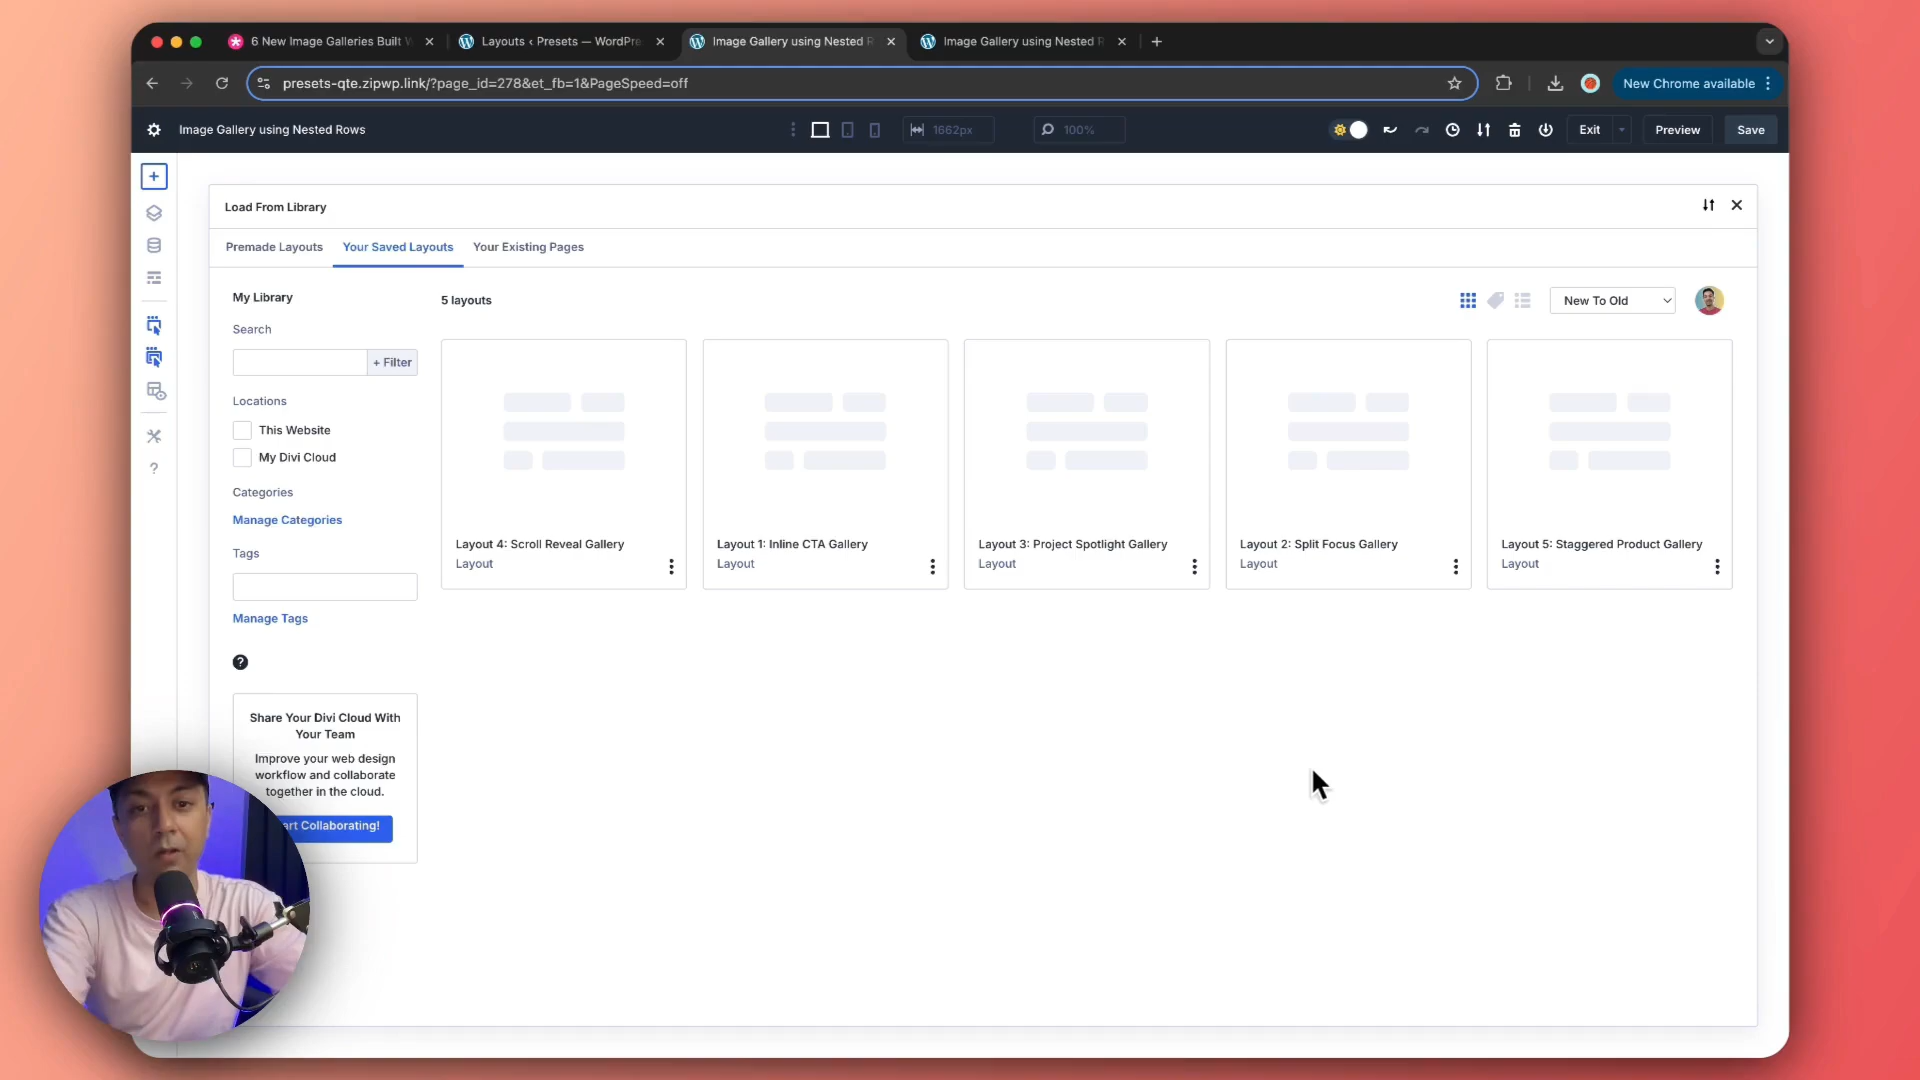 6 New Image Galleries Built W
Layouts ‹ Presets — WordPre
Image Gallery using Nested R
Image Gallery using Nested R
presets-qte.zipwp.link/?page_id=278&et_fb=1&PageSpeed=off
New Chrome available
Image Gallery using Nested Rows
1662px
100%
Exit
Preview
Save
Load From Library
Premade Layouts
Your Saved Layouts
Your Existing Pages
My Library
5 layouts
New To Old
Search
+ Filter
Locations
This Website
My Divi Cloud
Categories
Manage Categories
Tags
Manage Tags
Layout 4: Scroll Reveal Gallery
Layout
Layout 1: Inline CTA Gallery
Layout
Layout 3: Project Spotlight Gallery
Layout
Layout 2: Split Focus Gallery
Layout
Layout 5: Staggered Product Gallery
Layout
?
?
Share Your Divi Cloud With
Your Team
Improve your web design
workflow and collaborate
together in the cloud.
art Collaborating!